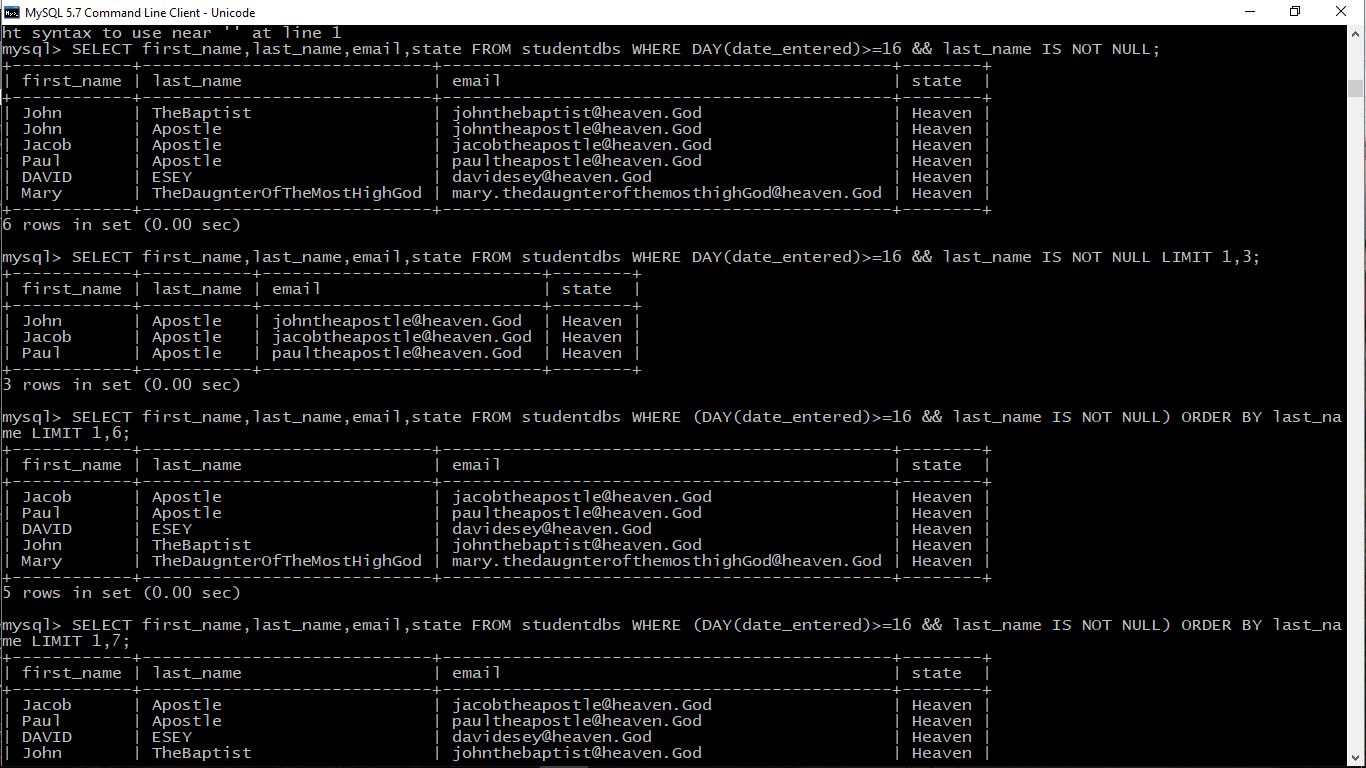 MySQL 5.7 Command Line Client - Unicode
ht syntax to use near '' at line 1
mysql> SELECT first_name,last_name,email,state FROM studentdbs WHERE DAY(date_entered)>=16 && last_name IS NOT NULL;
+------------+-----------------------------+---------------------------------------------+--------+
| first_name | last_name                   | email                                       | state  |
+------------+-----------------------------+---------------------------------------------+--------+
| John       | TheBaptist                  | johnthebaptist@heaven.God                   | Heaven |
| John       | Apostle                     | johntheapostle@heaven.God                   | Heaven |
| Jacob      | Apostle                     | jacobtheapostle@heaven.God                  | Heaven |
| Paul       | Apostle                     | paultheapostle@heaven.God                   | Heaven |
| DAVID      | ESEY                        | davidesey@heaven.God                        | Heaven |
| Mary       | TheDaugnterOfTheMostHighGod | mary.thedaugnterofthemosthighGod@heaven.God | Heaven |
+------------+-----------------------------+---------------------------------------------+--------+
6 rows in set (0.00 sec)
mysql> SELECT first_name,last_name,email,state FROM studentdbs WHERE DAY(date_entered)>=16 && last_name IS NOT NULL LIMIT 1,3;
+------------+-----------+----------------------------+--------+
| first_name | last_name | email                      | state  |
+------------+-----------+----------------------------+--------+
| John       | Apostle   | johntheapostle@heaven.God  | Heaven |
| Jacob      | Apostle   | jacobtheapostle@heaven.God | Heaven |
| Paul       | Apostle   | paultheapostle@heaven.God  | Heaven |
+------------+-----------+----------------------------+--------+
3 rows in set (0.00 sec)
mysql> SELECT first_name,last_name,email,state FROM studentdbs WHERE (DAY(date_entered)>=16 && last_name IS NOT NULL) ORDER BY last_na
me LIMIT 1,6;
+------------+-----------------------------+---------------------------------------------+--------+
| first_name | last_name                   | email                                       | state  |
+------------+-----------------------------+---------------------------------------------+--------+
| Jacob      | Apostle                     | jacobtheapostle@heaven.God                  | Heaven |
| Paul       | Apostle                     | paultheapostle@heaven.God                   | Heaven |
| DAVID      | ESEY                        | davidesey@heaven.God                        | Heaven |
| John       | TheBaptist                  | johnthebaptist@heaven.God                   | Heaven |
| Mary       | TheDaugnterOfTheMostHighGod | mary.thedaugnterofthemosthighGod@heaven.God | Heaven |
+------------+-----------------------------+---------------------------------------------+--------+
5 rows in set (0.00 sec)
mysql> SELECT first_name,last_name,email,state FROM studentdbs WHERE (DAY(date_entered)>=16 && last_name IS NOT NULL) ORDER BY last_na
me LIMIT 1,7;
+------------+-----------------------------+---------------------------------------------+--------+
| first_name | last_name                   | email                                       | state  |
+------------+-----------------------------+---------------------------------------------+--------+
| Jacob      | Apostle                     | jacobtheapostle@heaven.God                  | Heaven |
| Paul       | Apostle                     | paultheapostle@heaven.God                   | Heaven |
| DAVID      | ESEY                        | davidesey@heaven.God                        | Heaven |
| John       | TheBaptist                  | johnthebaptist@heaven.God                   | Heaven |